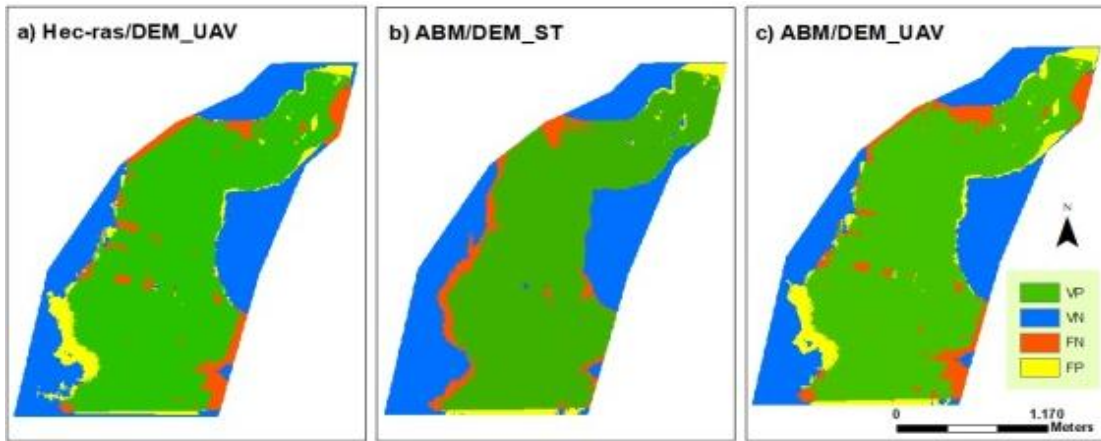 a) Hec-ras/DEM_UAV
b) ABM/DEM_ST
c) ABM/DEM_UAV
N
VP
VN
FN
FP
0 1.170
Meters